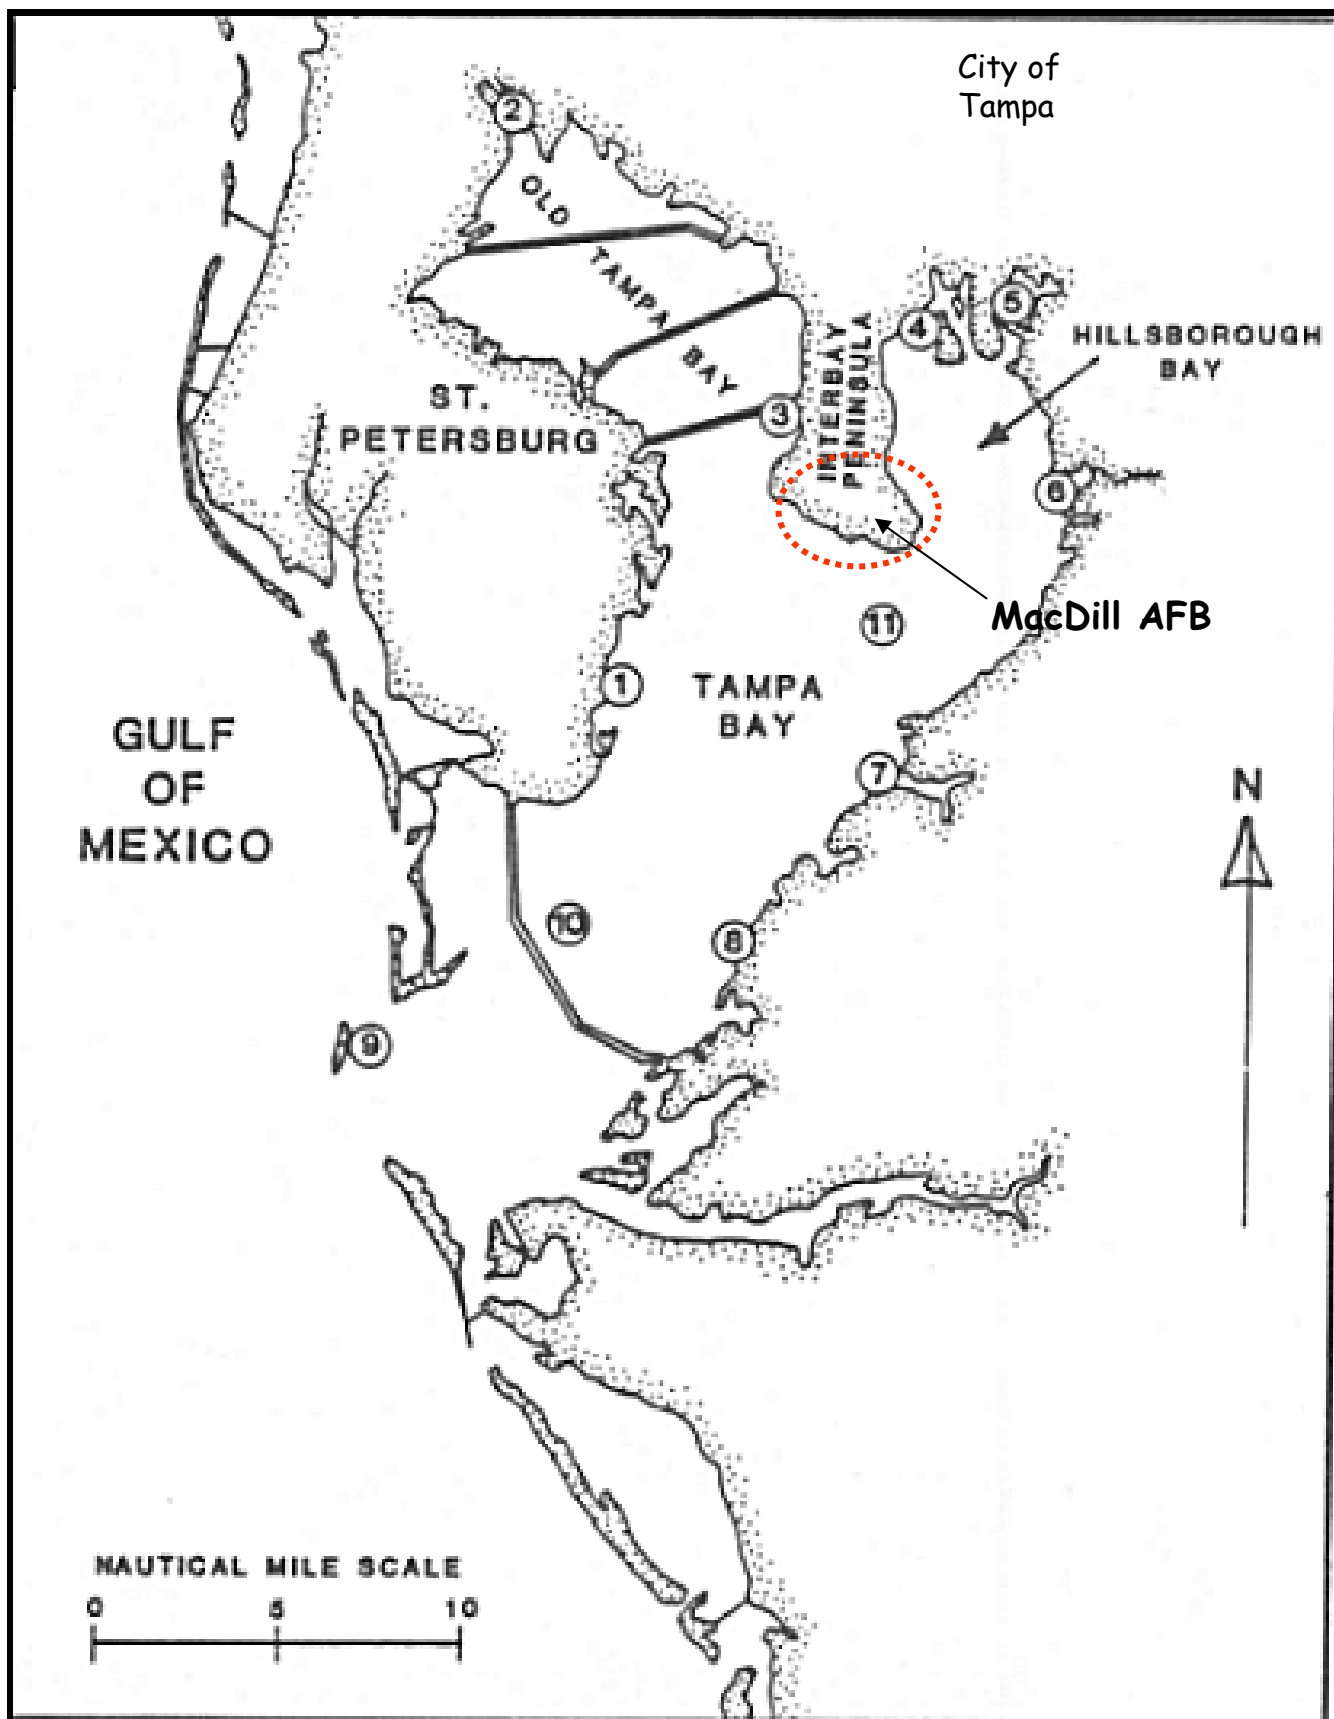 City of
Tampa
2
OLD
TAMPA
BAY
5
4
HILLSBOROUGH
BAY
INTERBAY
PENINSULA
ST.
PETERSBURG
3
6
MacDill AFB
11
1
TAMPA
BAY
GULF
OF
MEXICO
7
N
10
8
9
NAUTICAL MILE SCALE
0 5 10